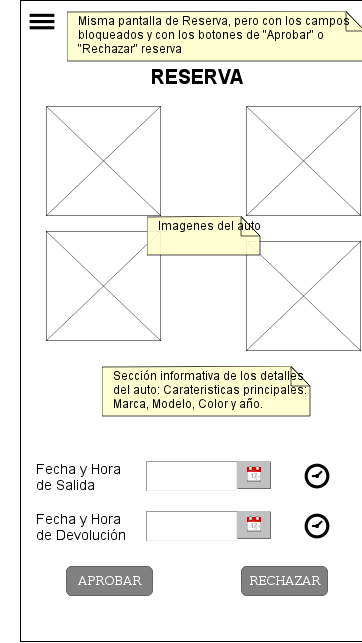 Misma pantalla de Reserva, pero con los campos
bloqueados y con los botones de "Aprobar" o
"Rechazar" reserva
RESERVA
Imagenes del auto
Sección informativa de los detalles
del auto: Carateristicas principales:
Marca, Modelo, Color y año.
Fecha y Hora
de Salida
Fecha y Hora
de Devolución
APROBAR
RECHAZAR